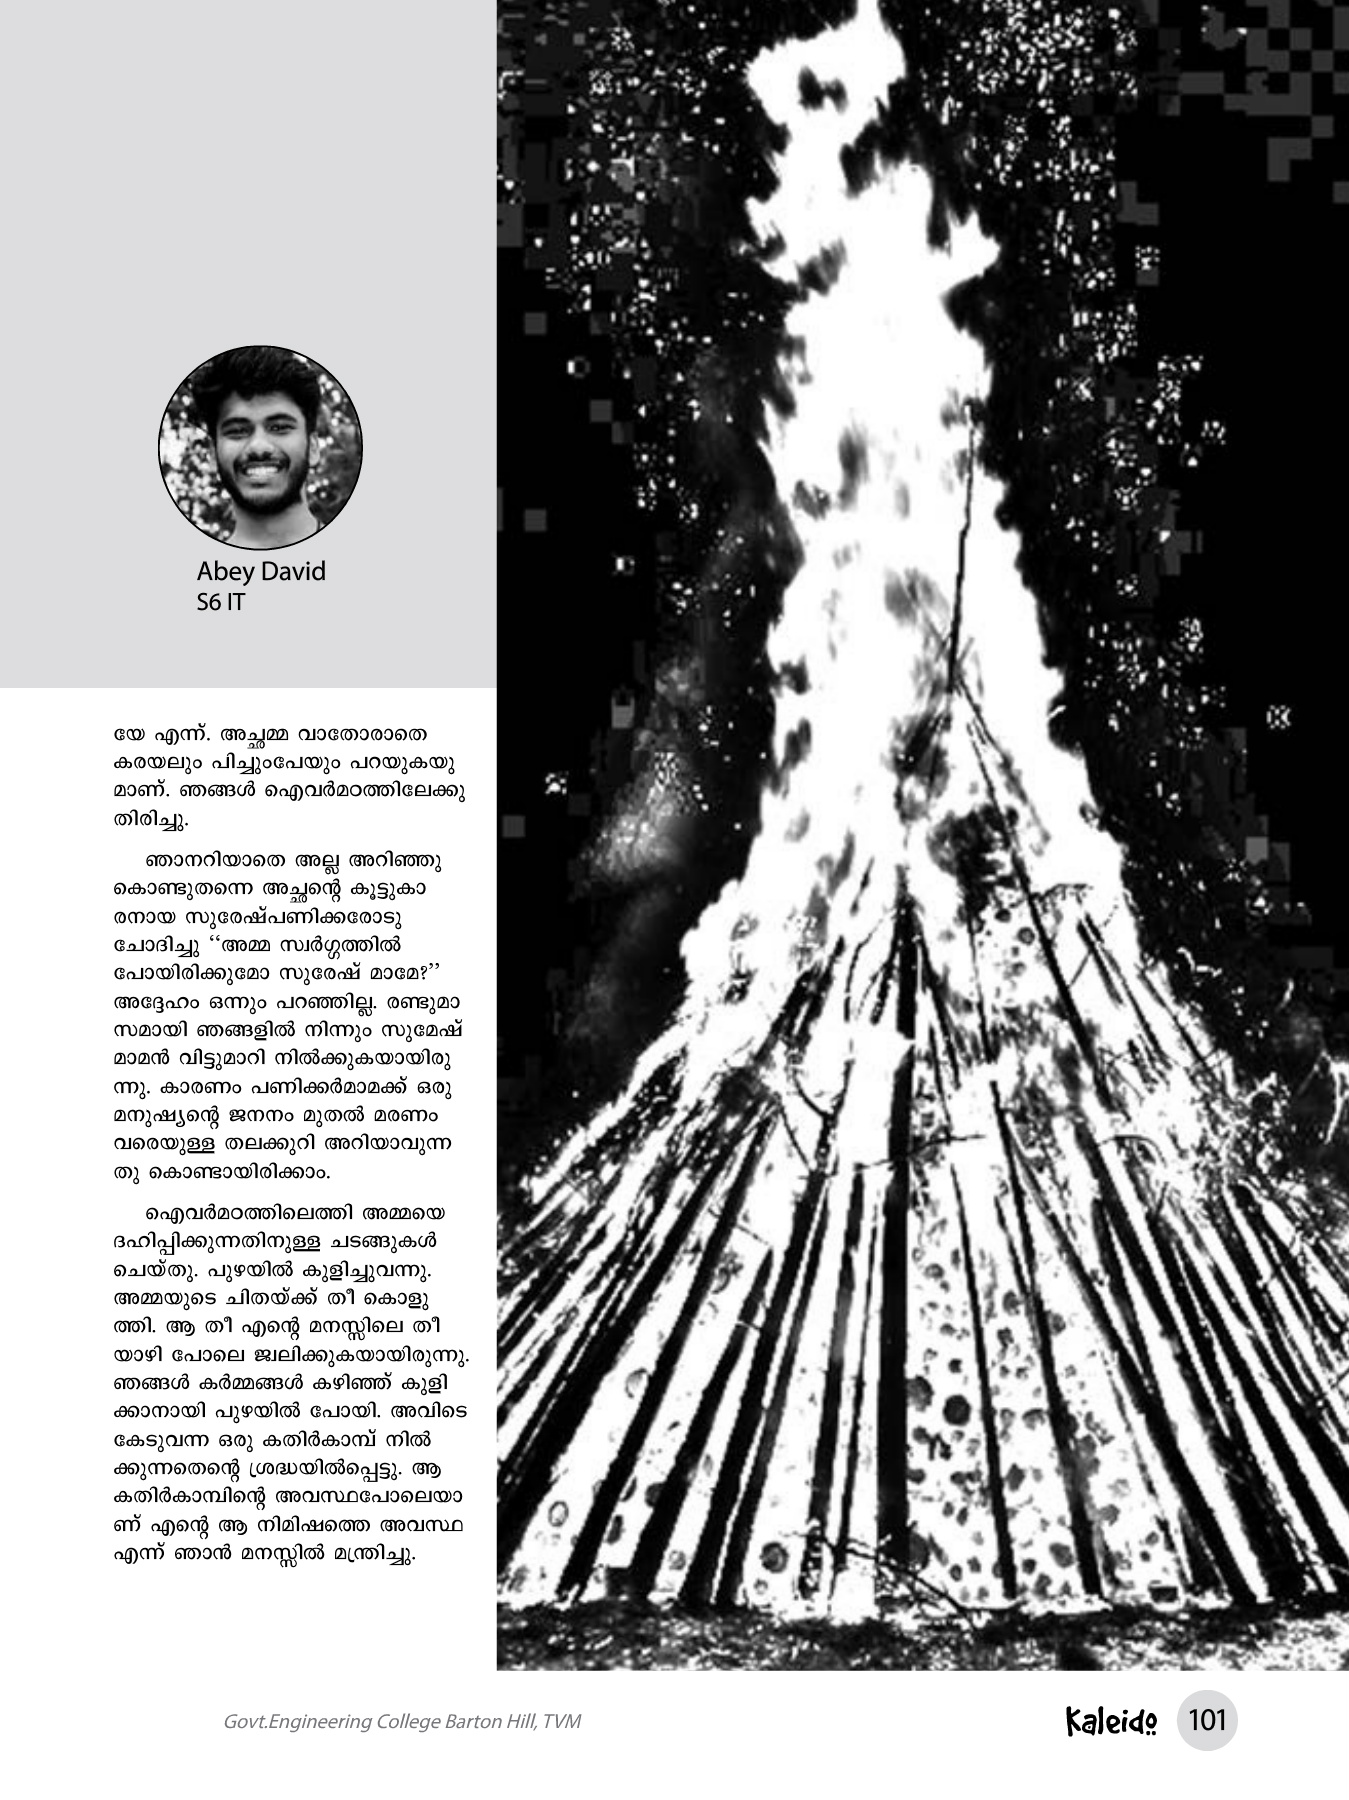 Abey David
S6 IT
യേ എന്ന്. അച്ഛമ്മ വാതോരാതെ
കരയലും പിച്ചുംപേയും പറയുകയു
മാണ്. ഞങ്ങൾ ഐവർമഠത്തിലേക്കു
തിരിച്ചു.
ഞാനറിയാതെ അല്ല അറിഞ്ഞു
കൊണ്ടുതന്നെ അച്ഛന്റെ കൂട്ടുകാ
രനായ സുരേഷ്പണിക്കരോടു
ചോദിച്ചു ‘‘അമ്മ സ്വർഗ്ഗത്തിൽ
പോയിരിക്കുമോ സുരേഷ് മാമേ?’’
അദ്ദേഹം ഒന്നും പറഞ്ഞില്ല. രണ്ടുമാ
സമായി ഞങ്ങളിൽ നിന്നും സുമേഷ്
മാമൻ വിട്ടുമാറി നിൽക്കുകയായിരു
ന്നു. കാരണം പണിക്കർമാമക്ക് ഒരു
മനുഷ്യന്റെ ജനനം മുതൽ മരണം
വരെയുള്ള തലക്കുറി അറിയാവുന്ന
തു കൊണ്ടായിരിക്കാം.
ഐവർമഠത്തിലെത്തി അമ്മയെ
ദഹിപ്പിക്കുന്നതിനുള്ള ചടങ്ങുകൾ
ചെയ്തു. പുഴയിൽ കുളിച്ചുവന്നു.
അമ്മയുടെ ചിതയ്ക്ക് തീ കൊളു
ത്തി. ആ തീ എന്റെ മനസ്സിലെ തീ
യാഴി പോലെ ജ്വലിക്കുകയായിരുന്നു.
ഞങ്ങൾ കർമ്മങ്ങൾ കഴിഞ്ഞ് കുളി
ക്കാനായി പുഴയിൽ പോയി. അവിടെ
കേടുവന്ന ഒരു കതിർകാമ്പ് നിൽ
ക്കുന്നതെന്റെ ശ്രദ്ധയിൽപ്പെട്ടു. ആ
കതിർകാമ്പിന്റെ അവസ്ഥപോലെയാ
ണ് എന്റെ ആ നിമിഷത്തെ അവസ്ഥ
എന്ന് ഞാൻ മനസ്സിൽ മന്ത്രിച്ചു.
Govt.Engineering College Barton Hill, TVM
Kaleido 101